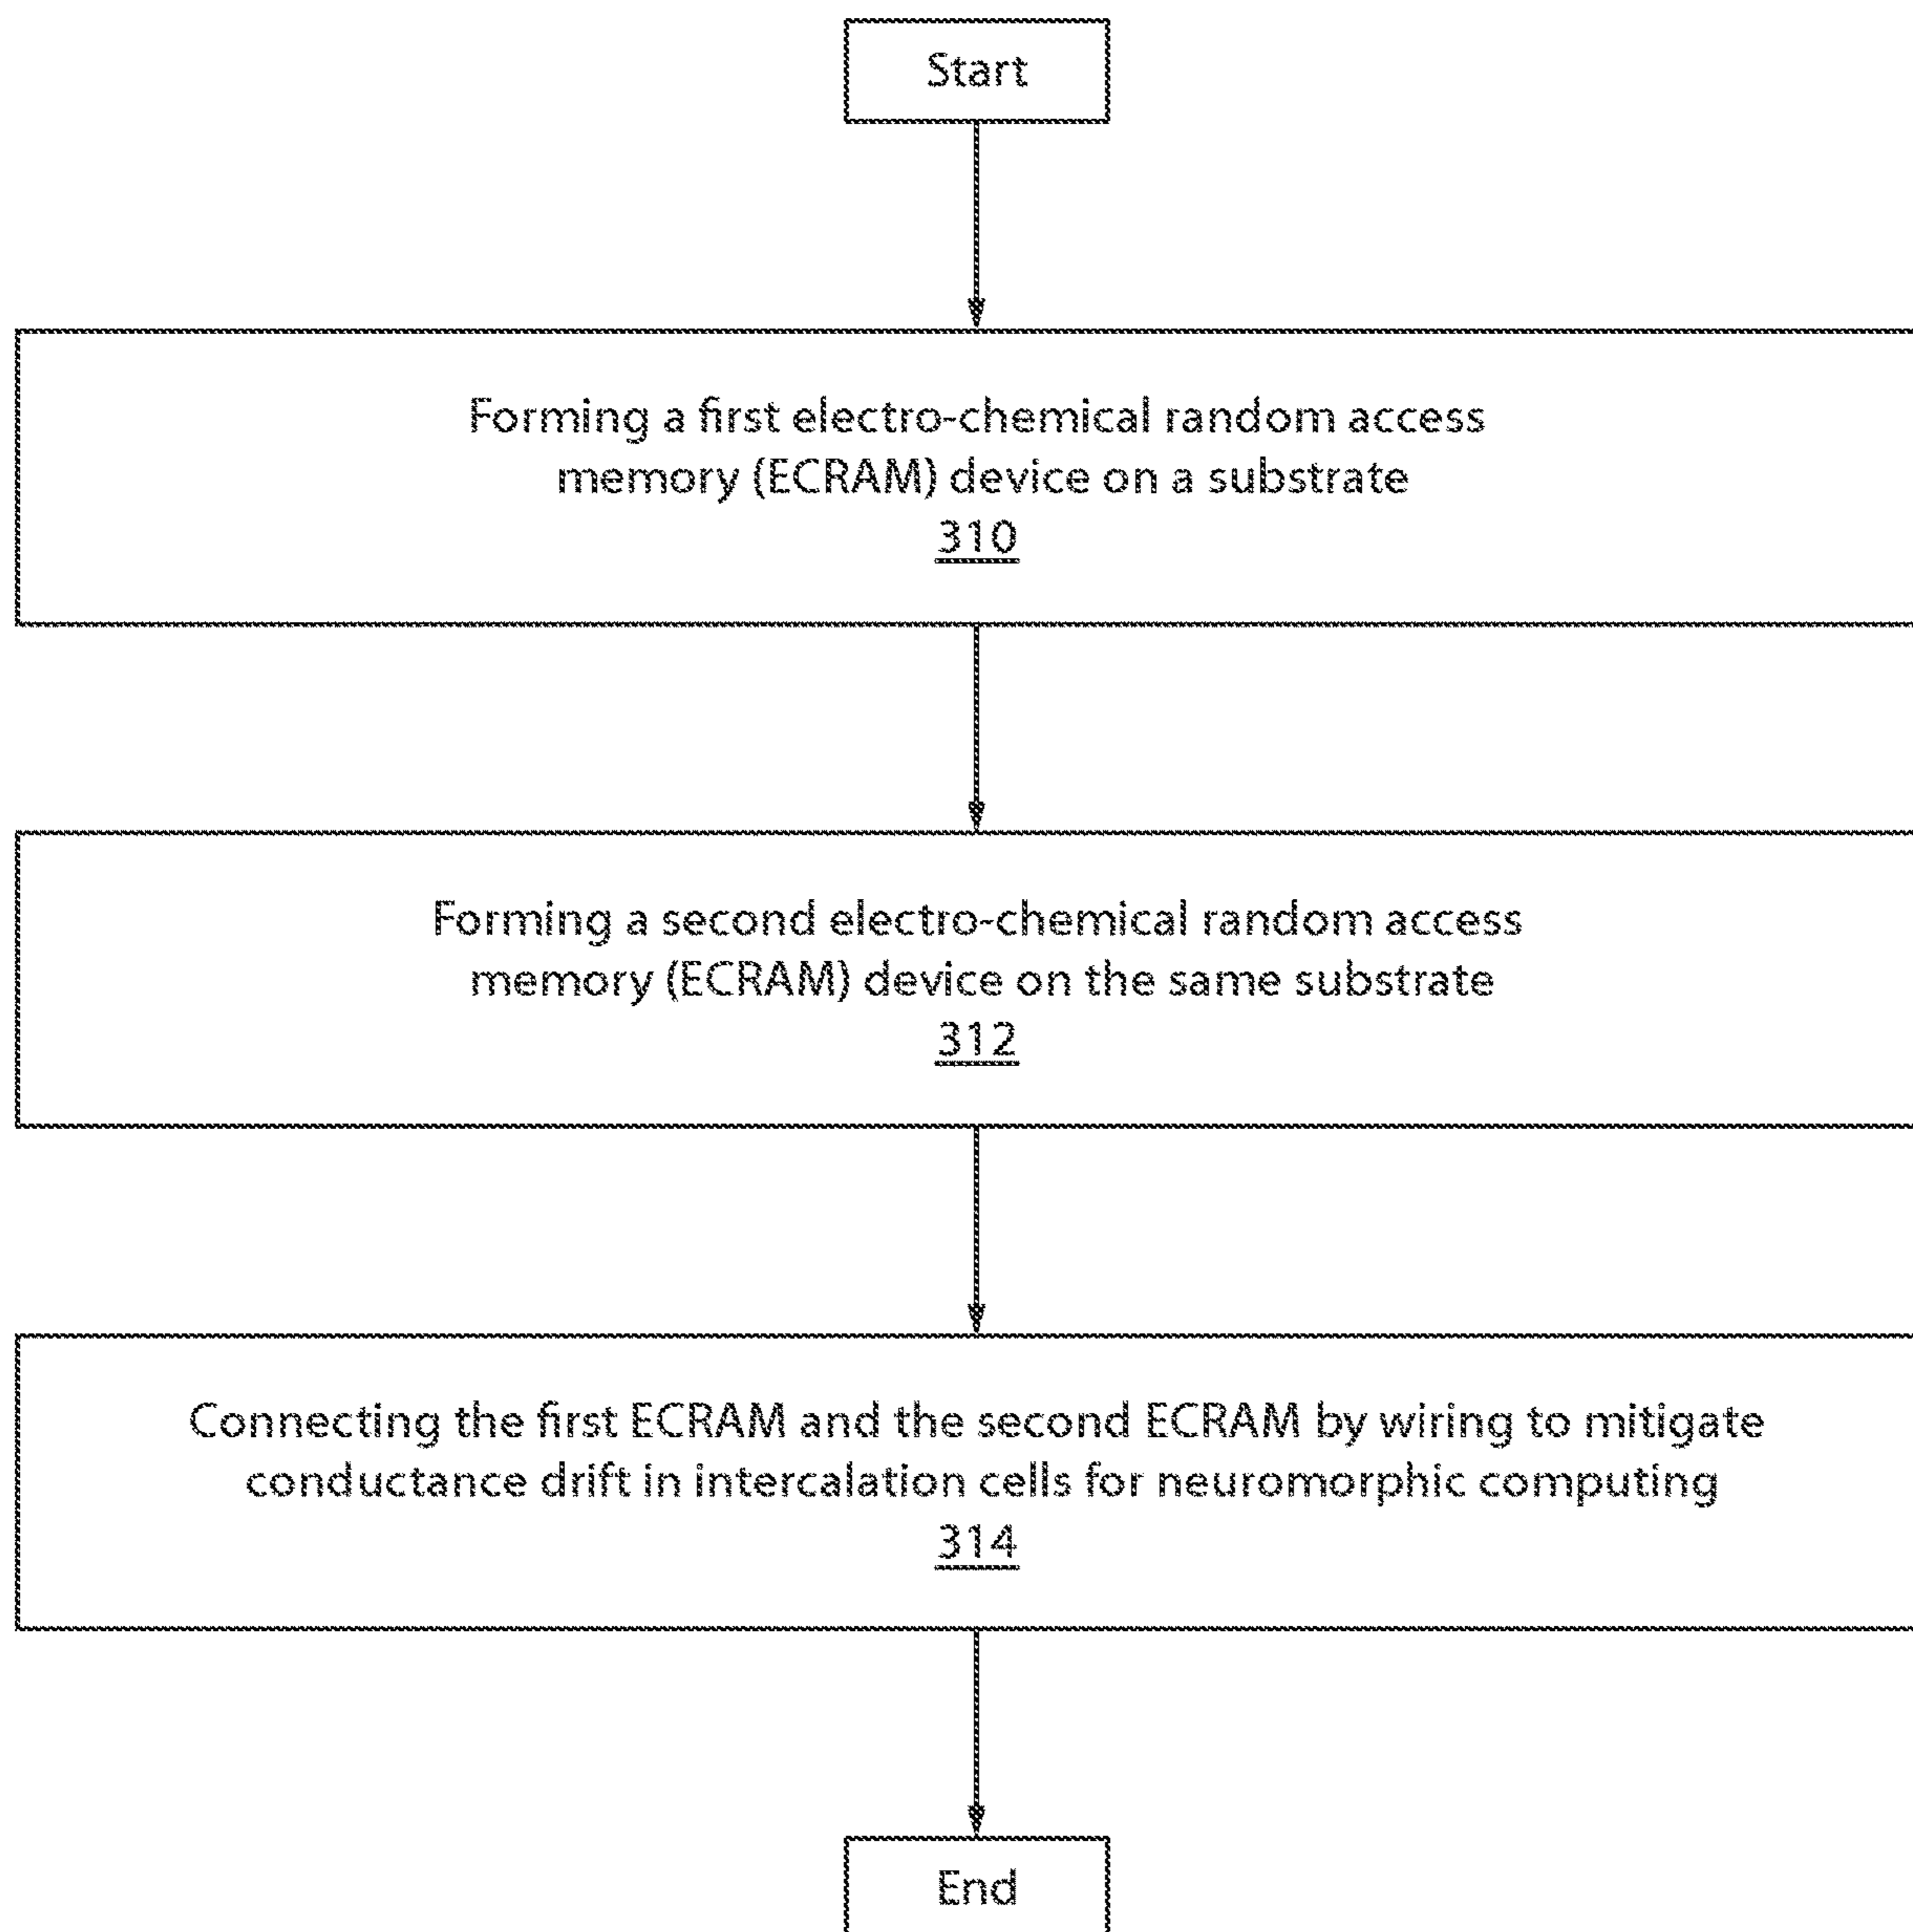 Start
Forming a first electro-chemical random access
memory (ECRAM) device on a substrate
310
Forming a second electro-chemical random access
memory (ECRAM) device on the same substrate
312
Connecting the first ECRAM and the second ECRAM by wiring to mitigate
conductance drift in intercalation cells for neuromorphic computing
314
End